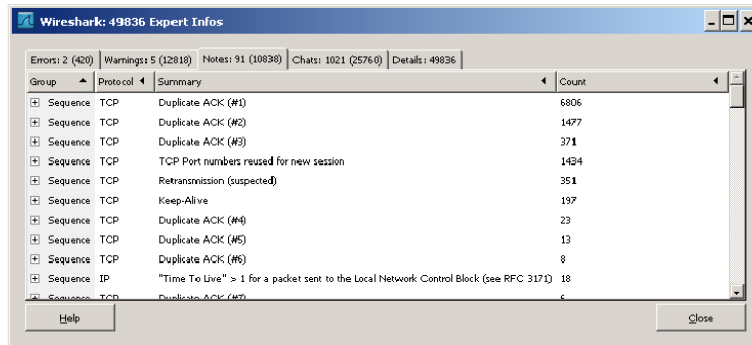 Wireshark: 49836 Expert Infos
Errors: 2 (420) Warnings: 5 (12818) Notes: 91 (10838) Chats: 1021 (25760) Details: 49836
Group Protocol Summary Count
Sequence TCP Duplicate ACK (#1) 6806
Sequence TCP Duplicate ACK (#2) 1477
Sequence TCP Duplicate ACK (#3) 371
Sequence TCP TCP Port numbers reused for new session 1434
Sequence TCP Retransmission (suspected) 351
Sequence TCP Keep-Alive 197
Sequence TCP Duplicate ACK (#4) 23
Sequence TCP Duplicate ACK (#5) 13
Sequence TCP Duplicate ACK (#6) 8
Sequence IP "Time To Live" > 1 for a packet sent to the Local Network Control Block (see RFC 3171) 18
Sequence TCP Duplicate ACK (#7)
Help Close